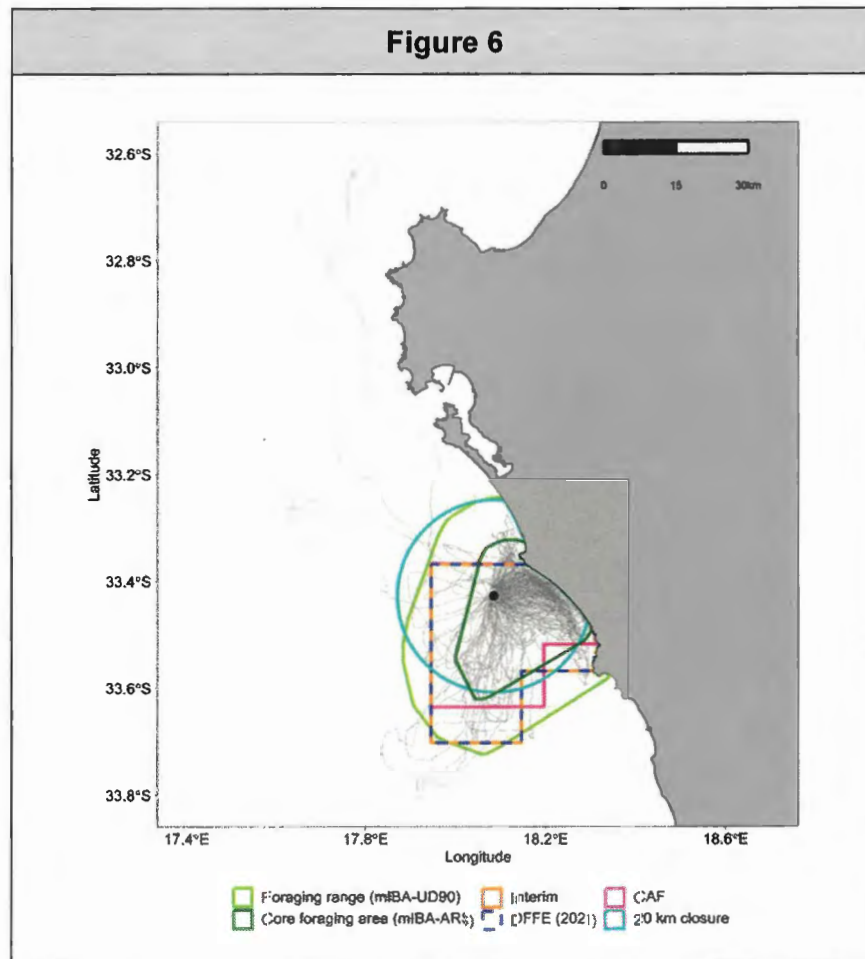 Figure 6
32.6°S
32.8°S
33.0°S
33.2°S
33.4°S
33.6°S
33.8°S
Latitude
0 15 30km
17.4°E 17.8°E 18.2°E 18.6°E
Longitude
Foraging range (mIBA-UD90) Interim CAF
Core foraging area (mIBA-ARS) DFFE (2021) 20 km closure